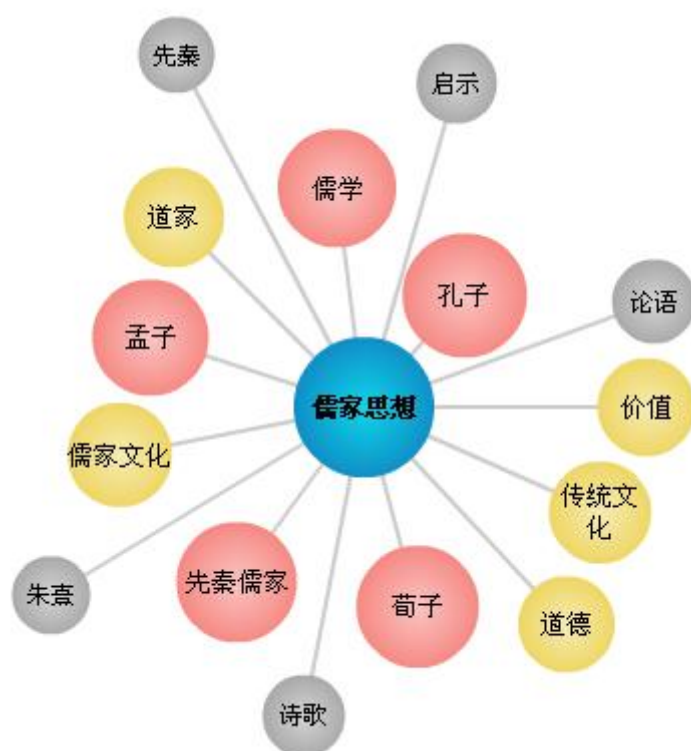 先秦
启示
儒学
道家
孔子
论语
孟子
儒家思想
价值
儒家文化
传统文
化
先秦儒家
朱熹
荀子
道德
诗歌